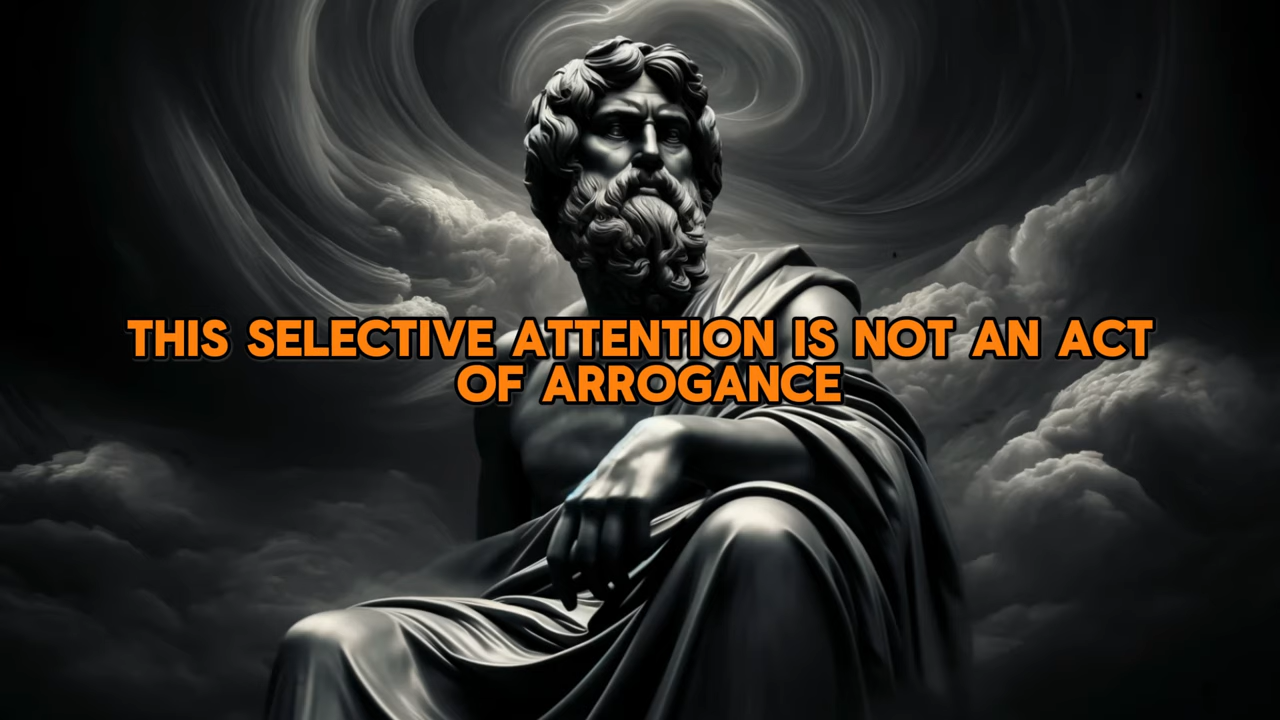 THIS SELECTIVE ATTENTION IS NOT AN ACT
OF ARROGANCE